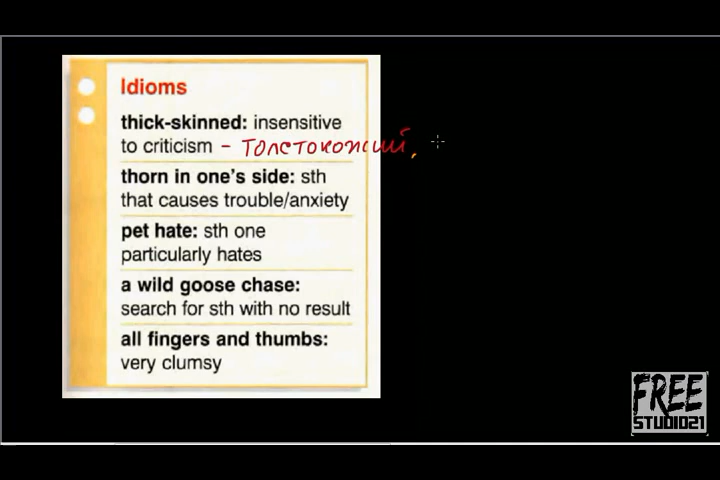 Idioms
thick-skinned: insensitive
to criticism - толстокожий,
thorn in one's side: sth
that causes trouble/anxiety
pet hate: sth one
particularly hates
a wild goose chase:
search for sth with no result
all fingers and thumbs:
very clumsy
FREE
STUDIO21